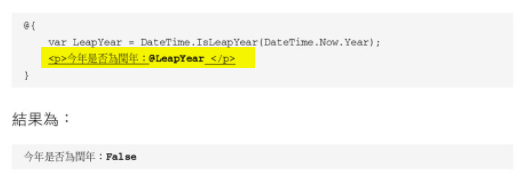 @{
var LeapYear = DateTime.IsLeapYear(DateTime.Now.Year);
<p>今年是否為閏年：@LeapYear </p>
}
結果為：
今年是否為閏年：False